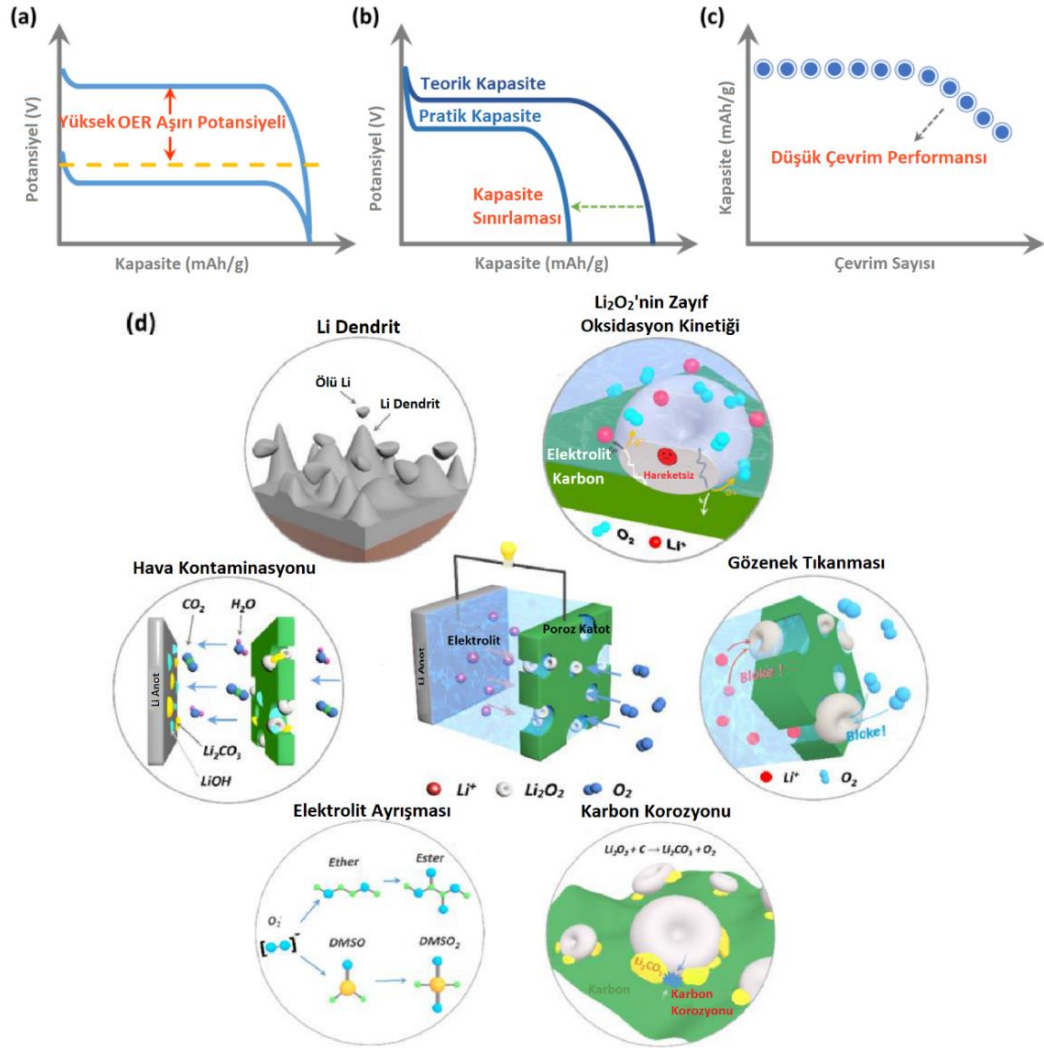 (a)
Potansiyel (V)
Yüksek OER Aşırı Potansiyeli
Kapasite (mAh/g)
(b)
Potansiyel (V)
Teorik Kapasite
Pratik Kapasite
Kapasite
Sınırlaması
Kapasite (mAh/g)
(c)
Kapasite (mAh/g)
Düşük Çevrim Performansı
Çevrim Sayısı
(d)
Li Dendrit
Ölü Li
Li Dendrit
Li₂O₂'nin Zayıf
Oksidasyon Kinetiği
Elektrolit
Karbon
Hareketsiz
O₂ Li⁺
Hava Kontaminasyonu
CO₂ H₂O
Li Anot
Li₂CO₃
LiOH
Li Anot
Elektrolit
Poroz Katot
Li⁺ Li₂O₂ O₂
Gözenek Tıkanması
Bloke !
Bloke!
Li⁺ O₂
Elektrolit Ayrışması
Ether Ester
O₂⁻
[ ]⁻
DMSO DMSO₂
Karbon Korozyonu
Li₂O₂ + C → Li₂CO₃ + O₂
Li₂CO₃
Karbon
Karbon
Korozyonu